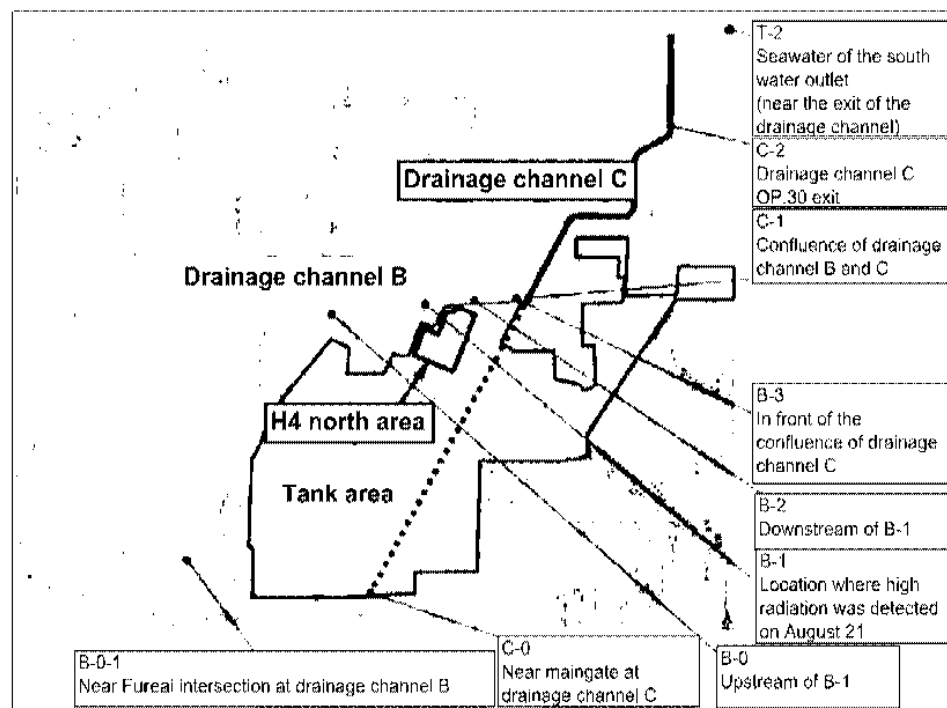 T-2
Seawater of the south
water outlet
(near the exit of the
drainage channel)
C-2
Drainage channel C
OP.30 exit
C-1
Confluence of drainage
channel B and C
Drainage channel C
Drainage channel B
H4 north area
Tank area
B-3
In front of the
confluence of drainage
channel C
B-2
Downstream of B-1
B-1
Location where high
radiation was detected
on August 21
B-0
Upstream of B-1
C-0
Near maingate at
drainage channel C
B-0-1
Near Fureai intersection at drainage channel B